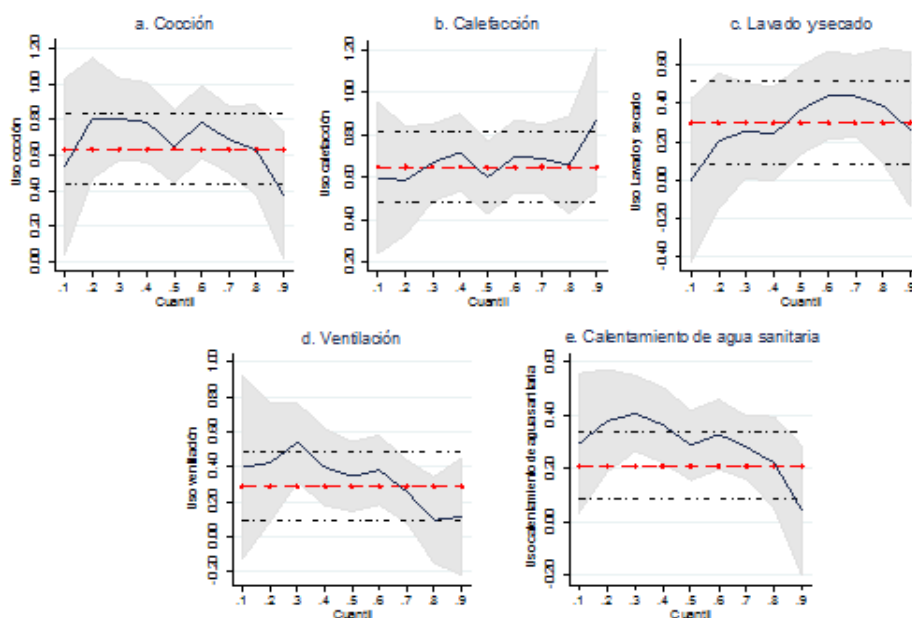 a. Cocción
b. Calefacción
c. Lavado y secado
Uso cocción
0.00 0.20 0.40 0.60 0.80 1.00 1.20
.1 .2 .3 .4 .5 .6 .7 .8 .9
Cuantil
Uso calefacción
0.20 0.40 0.60 0.80 1.00 1.20
.1 .2 .3 .4 .5 .6 .7 .8 .9
Cuantil
Uso Lavado y secado
-0.40 -0.20 0.00 0.20 0.40 0.60
.1 .2 .3 .4 .5 .6 .7 .8 .9
Cuantil
d. Ventilación
e. Calentamiento de agua sanitaria
Uso ventilación
-0.20 0.00 0.20 0.40 0.60 0.80 1.00
.1 .2 .3 .4 .5 .6 .7 .8 .9
Cuantil
Uso calentamiento de agua sanitaria
-0.20 0.00 0.20 0.40 0.60
.1 .2 .3 .4 .5 .6 .7 .8 .9
Cuantil